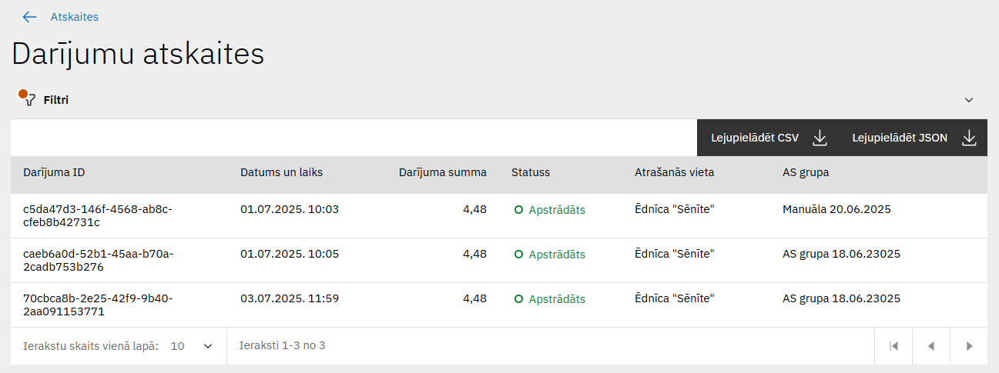 Atskaites
Darījumu atskaites
Filtri
Lejupielādēt CSV Lejupielādēt JSON
Darījuma ID Datums un laiks Darījuma summa Statuss Atrašanās vieta AS grupa
c5da47d3-146f-4568-ab8c- 01.07.2025. 10:03 4,48 Apstrādāts Ēdnīca "Sēnīte" Manuāla 20.06.2025
cfeb8b42731c
caeb6a0d-52b1-45aa-b70a- 01.07.2025. 10:05 4,48 Apstrādāts Ēdnīca "Sēnīte" AS grupa 18.06.23025
2cadb753b276
70cbca8b-2e25-42f9-9b40- 03.07.2025. 11:59 4,48 Apstrādāts Ēdnīca "Sēnīte" AS grupa 18.06.23025
2aa091153771
Ierakstu skaits vienā lapā: 10 Ieraksti 1-3 no 3